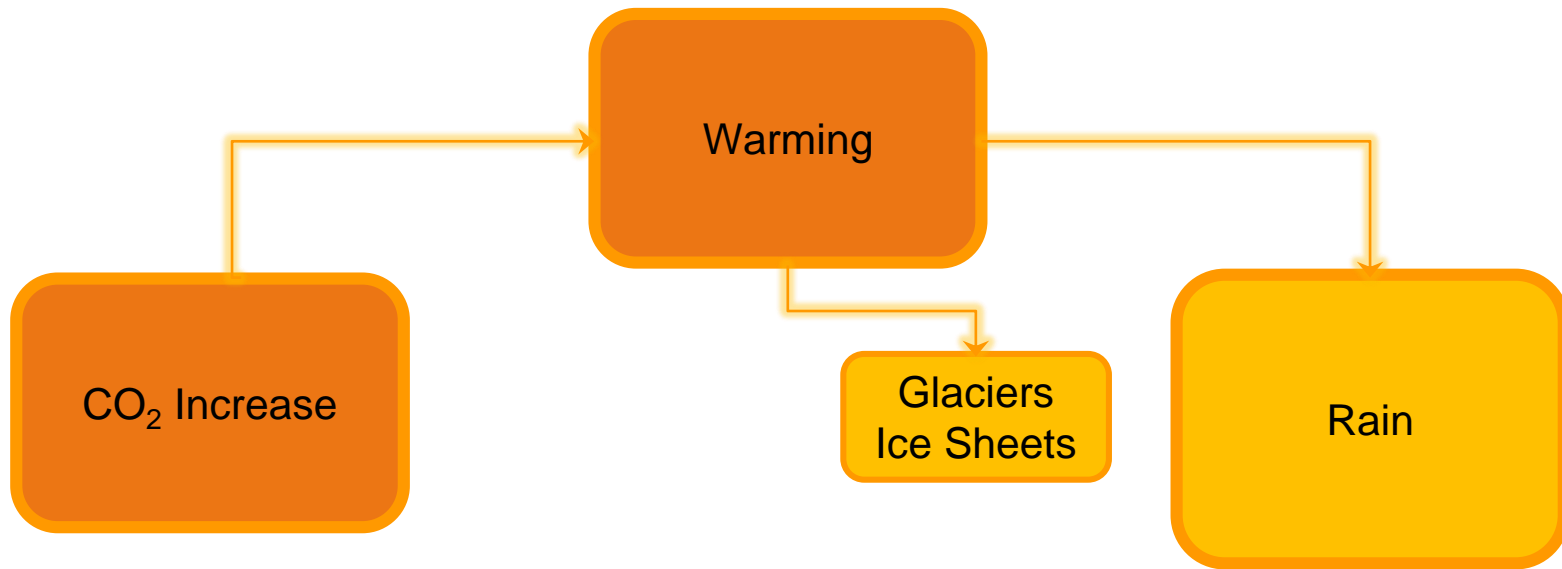 Warming
CO₂ Increase
Glaciers
Ice Sheets
Rain